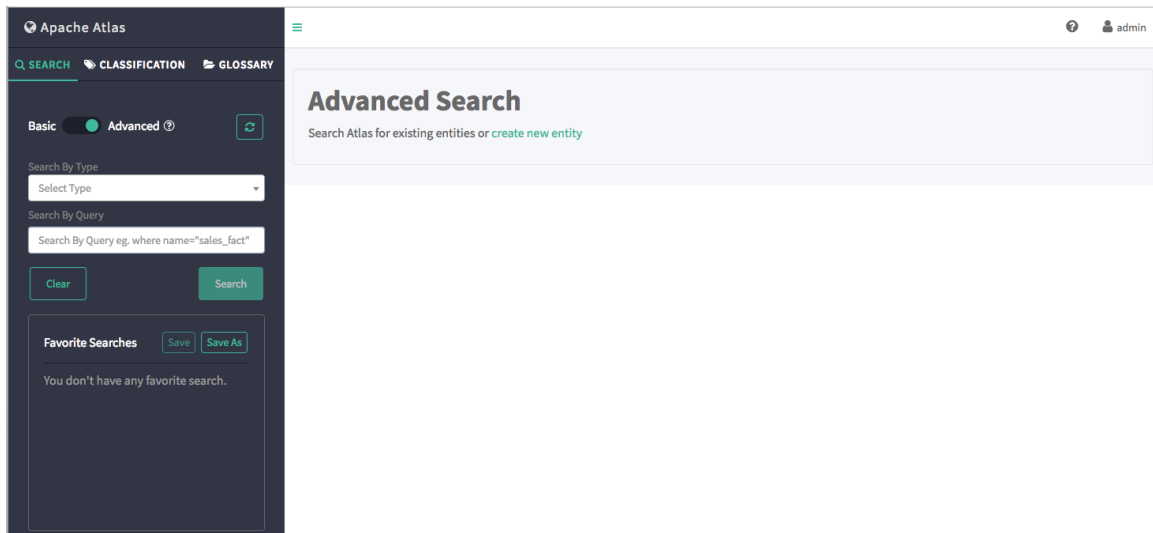 Apache Atlas
admin
SEARCH CLASSIFICATION GLOSSARY
Basic Advanced
Search By Type
Select Type
Search By Query
Search By Query eg. where name="sales_fact"
Clear Search
Favorite Searches Save Save As
You don't have any favorite search.
Advanced Search
Search Atlas for existing entities or create new entity